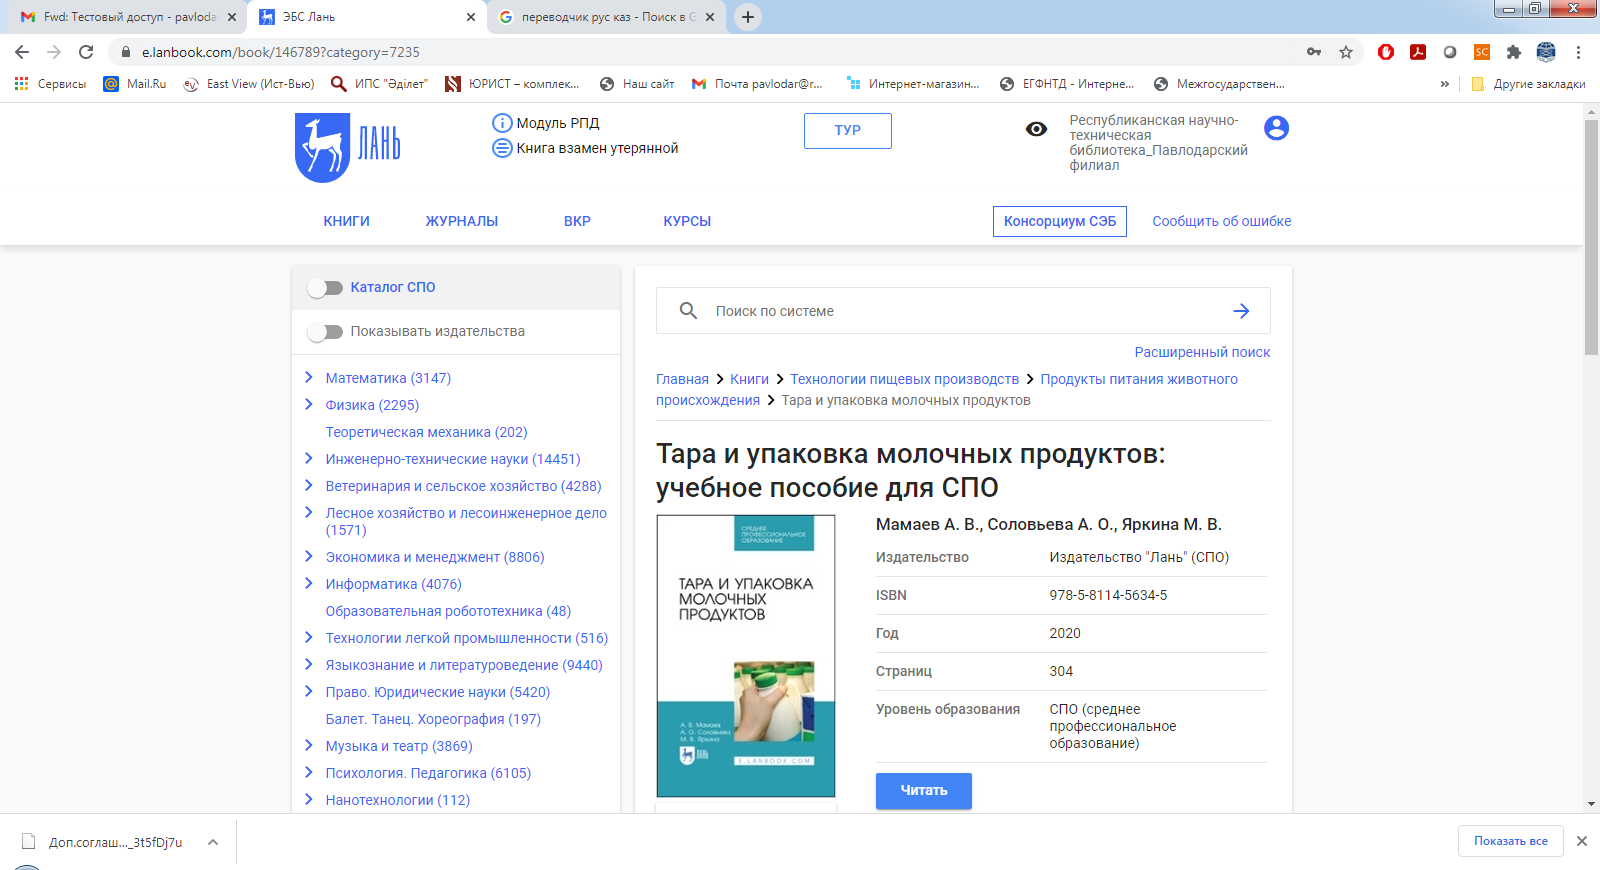 Fwd: Тестовый доступ - pavloda
ЭБС Лань
переводчик рус каз - Поиск в G
e.lanbook.com/book/146789?category=7235
Сервисы
Mail.Ru
East View (Ист-Вью)
ИПС "Әділет"
ЮРИСТ – комплек...
Наш сайт
Почта pavlodar@r...
Интернет-магазин...
ЕГФНТД - Интерне...
Межгосударствен...
»
Другие закладки
ЛАНЬ
Модуль РПД
Книга взамен утерянной
ТУР
Республиканская научно-
техническая
библиотека_Павлодарский
филиал
КНИГИ
ЖУРНАЛЫ
ВКР
КУРСЫ
Консорциум СЭБ
Сообщить об ошибке
Каталог СПО
Показывать издательства
Математика (3147)
Физика (2295)
Теоретическая механика (202)
Инженерно-технические науки (14451)
Ветеринария и сельское хозяйство (4288)
Лесное хозяйство и лесоинженерное дело
(1571)
Экономика и менеджмент (8806)
Информатика (4076)
Образовательная робототехника (48)
Технологии легкой промышленности (516)
Языкознание и литературоведение (9440)
Право. Юридические науки (5420)
Балет. Танец. Хореография (197)
Музыка и театр (3869)
Психология. Педагогика (6105)
Нанотехнологии (112)
Поиск по системе
Расширенный поиск
Главная > Книги > Технологии пищевых производств > Продукты питания животного
происхождения > Тара и упаковка молочных продуктов
Тара и упаковка молочных продуктов:
учебное пособие для СПО
СРЕДНЕЕ
ПРОФЕССИОНАЛЬНОЕ
ОБРАЗОВАНИЕ
ТАРА И УПАКОВКА
МОЛОЧНЫХ
ПРОДУКТОВ
А. В. Мамаев
А. О. Соловьева
М. В. Яркина
ЛАНЬ
E.LANBOOK.COM
Мамаев А. В., Соловьева А. О., Яркина М. В.
Издательство
Издательство "Лань" (СПО)
ISBN
978-5-8114-5634-5
Год
2020
Страниц
304
Уровень образования
СПО (среднее
профессиональное
образование)
Читать
Доп.соглаш...._3t5fDj7u
Показать все